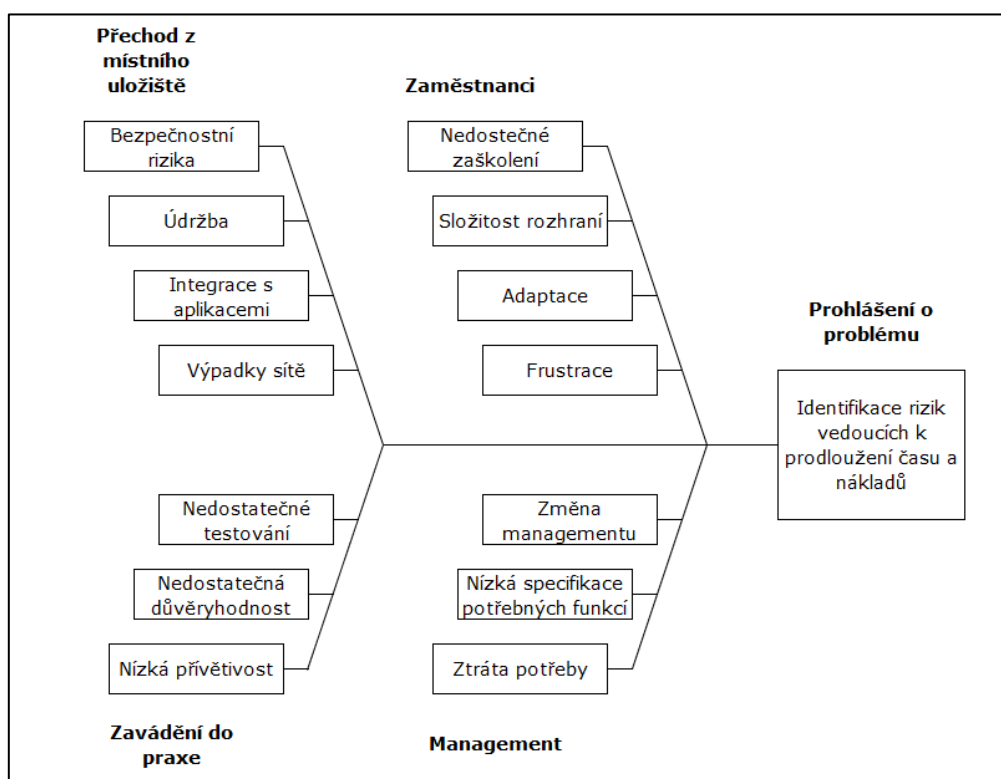 Přechod z
místního
uložiště
Bezpečnostní
rizika
Údržba
Integrace s
aplikacemi
Výpadky sítě
Zaměstnanci
Nedostečné
zaškolení
Složitost rozhraní
Adaptace
Frustrace
Prohlášení o
problému
Identifikace rizik
vedoucích k
prodloužení času a
nákladů
Nedostatečné
testování
Nedostatečná
důvěryhodnost
Nízká přívětivost
Zavádění do
praxe
Změna
managementu
Nízká specifikace
potřebných funkcí
Ztráta potřeby
Management